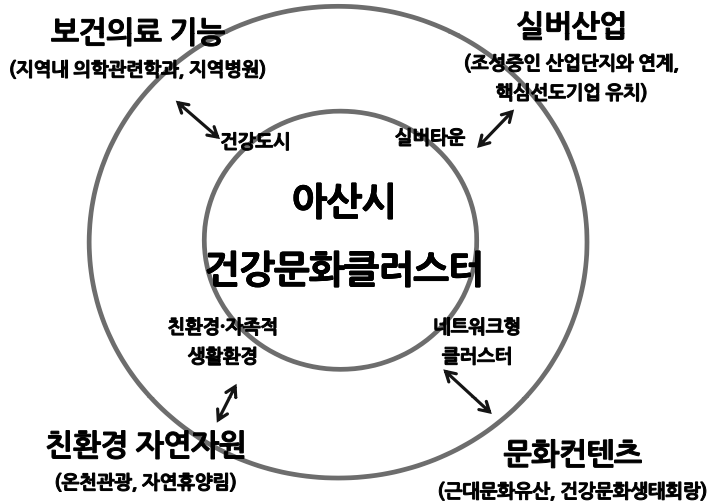 보건의료 기능
(지역내 의학관련학과, 지역병원)
실버산업
(조성중인 산업단지와 연계,
핵심선도기업 유치)
건강도시
실버타운
아산시
건강문화클러스터
친환경·자족적
생활환경
네트워크형
클러스터
친환경 자연자원
(온천관광, 자연휴양림)
문화컨텐츠
(근대문화유산, 건강문화생태회랑)